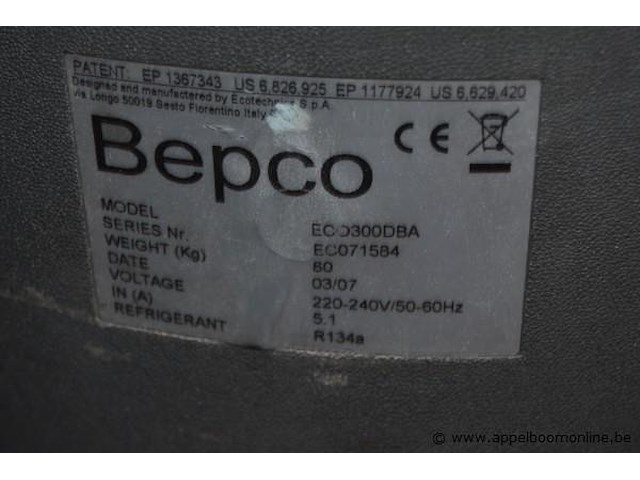 PATENT: EP 1367343 US 6,826,925 EP 1177924 US 6,629,420
Designed and manufactured by Ecotechnics S.p.A.
via Longo 50019 Sesto Fiorentino Italy
Bepco
CE
MODEL ECO300DBA
SERIES Nr. EC071584
WEIGHT (Kg) 80
DATE 03/07
VOLTAGE 220-240V/50-60Hz
IN (A) 5.1
REFRIGERANT R134a
© www.appelboomonline.be